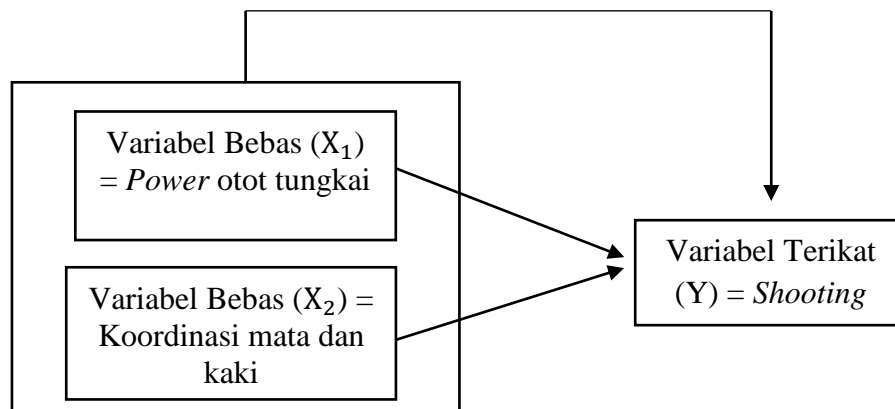 Variabel Bebas (X₁)
= Power otot tungkai
Variabel Bebas (X₂) =
Koordinasi mata dan
kaki
Variabel Terikat
(Y) = Shooting